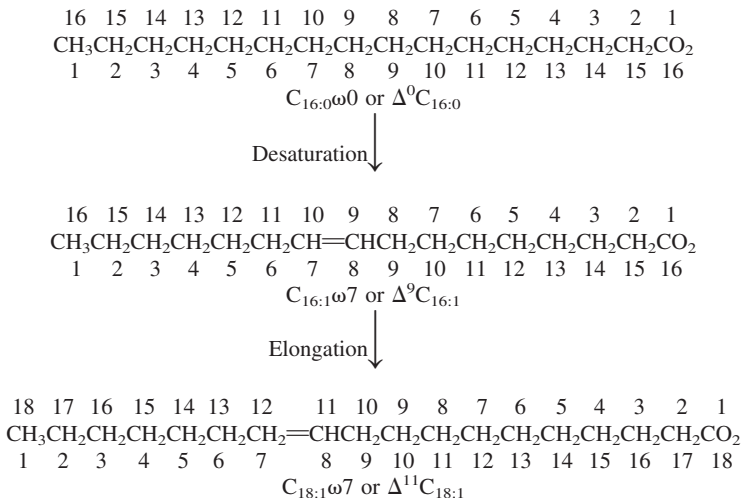 16 15 14 13 12 11 10 9 8 7 6 5 4 3 2 1
CH₃CH₂CH₂CH₂CH₂CH₂CH₂CH₂CH₂CH₂CH₂CH₂CH₂CH₂CH₂CO₂
1 2 3 4 5 6 7 8 9 10 11 12 13 14 15 16
C₁₆:₀ω0 or Δ⁰C₁₆:₀
Desaturation
16 15 14 13 12 11 10 9 8 7 6 5 4 3 2 1
CH₃CH₂CH₂CH₂CH₂CH₂CH=CHCH₂CH₂CH₂CH₂CH₂CH₂CH₂CO₂
1 2 3 4 5 6 7 8 9 10 11 12 13 14 15 16
C₁₆:₁ω7 or Δ⁹C₁₆:₁
Elongation
18 17 16 15 14 13 12 11 10 9 8 7 6 5 4 3 2 1
CH₃CH₂CH₂CH₂CH₂CH₂CH₂=CHCH₂CH₂CH₂CH₂CH₂CH₂CH₂CH₂CH₂CO₂
1 2 3 4 5 6 7 8 9 10 11 12 13 14 15 16 17 18
C₁₈:₁ω7 or Δ¹¹C₁₈:₁